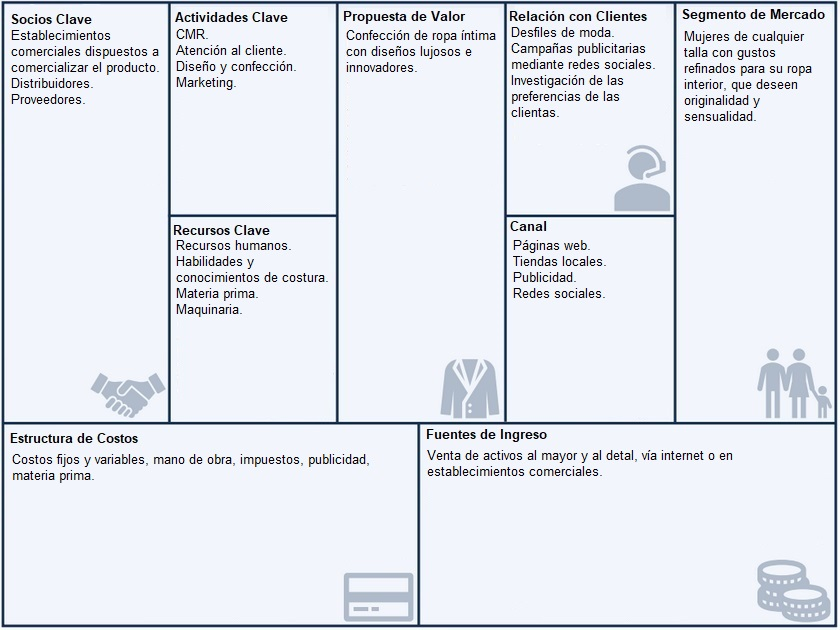 Socios Clave
Establecimientos
comerciales dispuestos a
comercializar el producto.
Distribuidores.
Proveedores.
Actividades Clave
CMR.
Atención al cliente.
Diseño y confección.
Marketing.
Recursos Clave
Recursos humanos.
Habilidades y
conocimientos de costura.
Materia prima.
Maquinaria.
Propuesta de Valor
Confección de ropa íntima
con diseños lujosos e
innovadores.
Relación con Clientes
Desfiles de moda.
Campañas publicitarias
mediante redes sociales.
Investigación de las
preferencias de las
clientas.
Canal
Páginas web.
Tiendas locales.
Publicidad.
Redes sociales.
Segmento de Mercado
Mujeres de cualquier
talla con gustos
refinados para su ropa
interior, que deseen
originalidad y
sensualidad.
Estructura de Costos
Costos fijos y variables, mano de obra, impuestos, publicidad,
materia prima.
Fuentes de Ingreso
Venta de activos al mayor y al detal, vía internet o en
establecimientos comerciales.